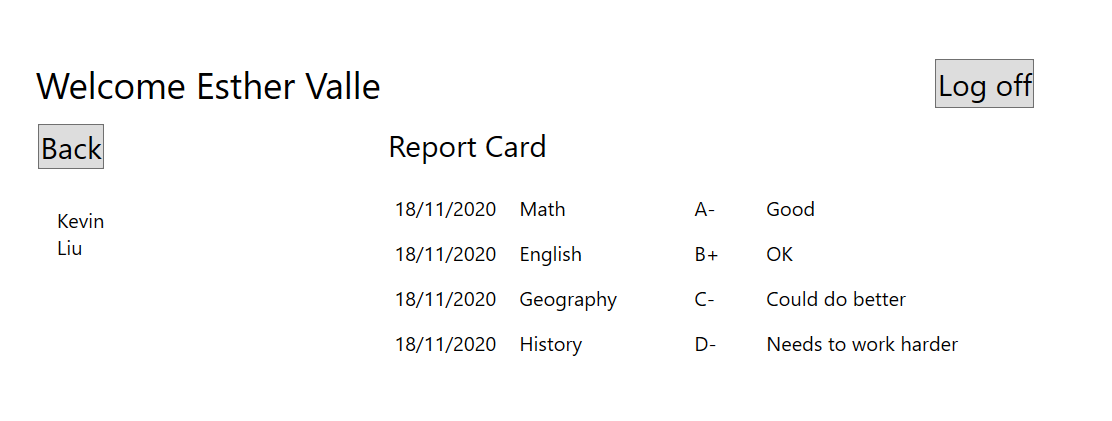 Welcome Esther Valle
Log off
Back
Report Card
Kevin
Liu
18/11/2020 Math A- Good
18/11/2020 English B+ OK
18/11/2020 Geography C- Could do better
18/11/2020 History D- Needs to work harder